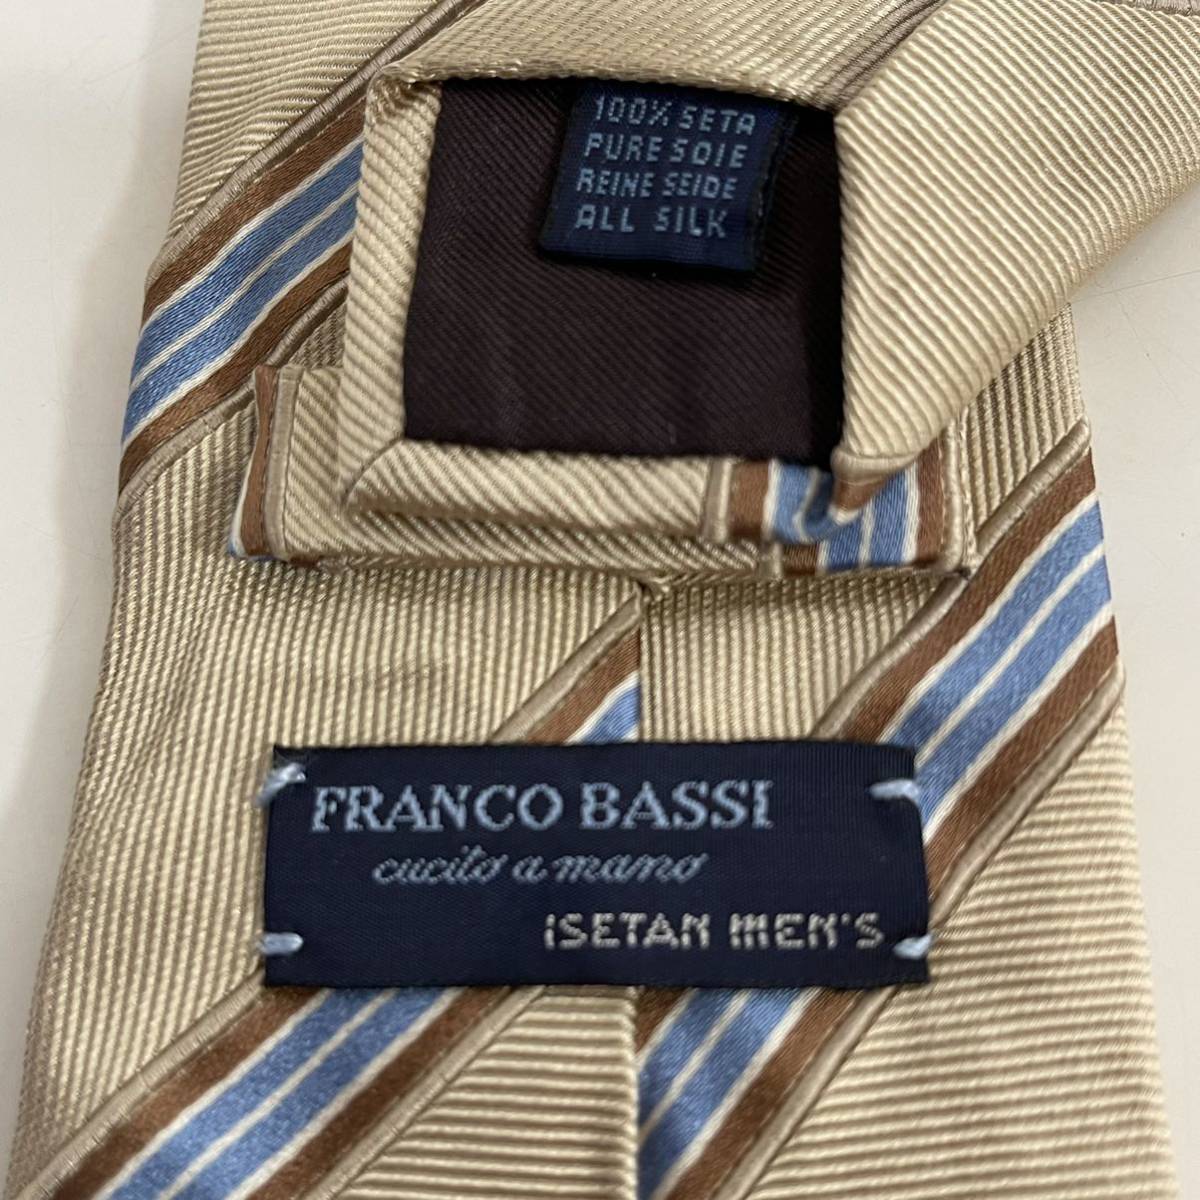 100% SETA
PURE SOIE
REINE SEIDE
ALL SILK
FRANCO BASSI
cucito a mano
ISETAN MEN'S